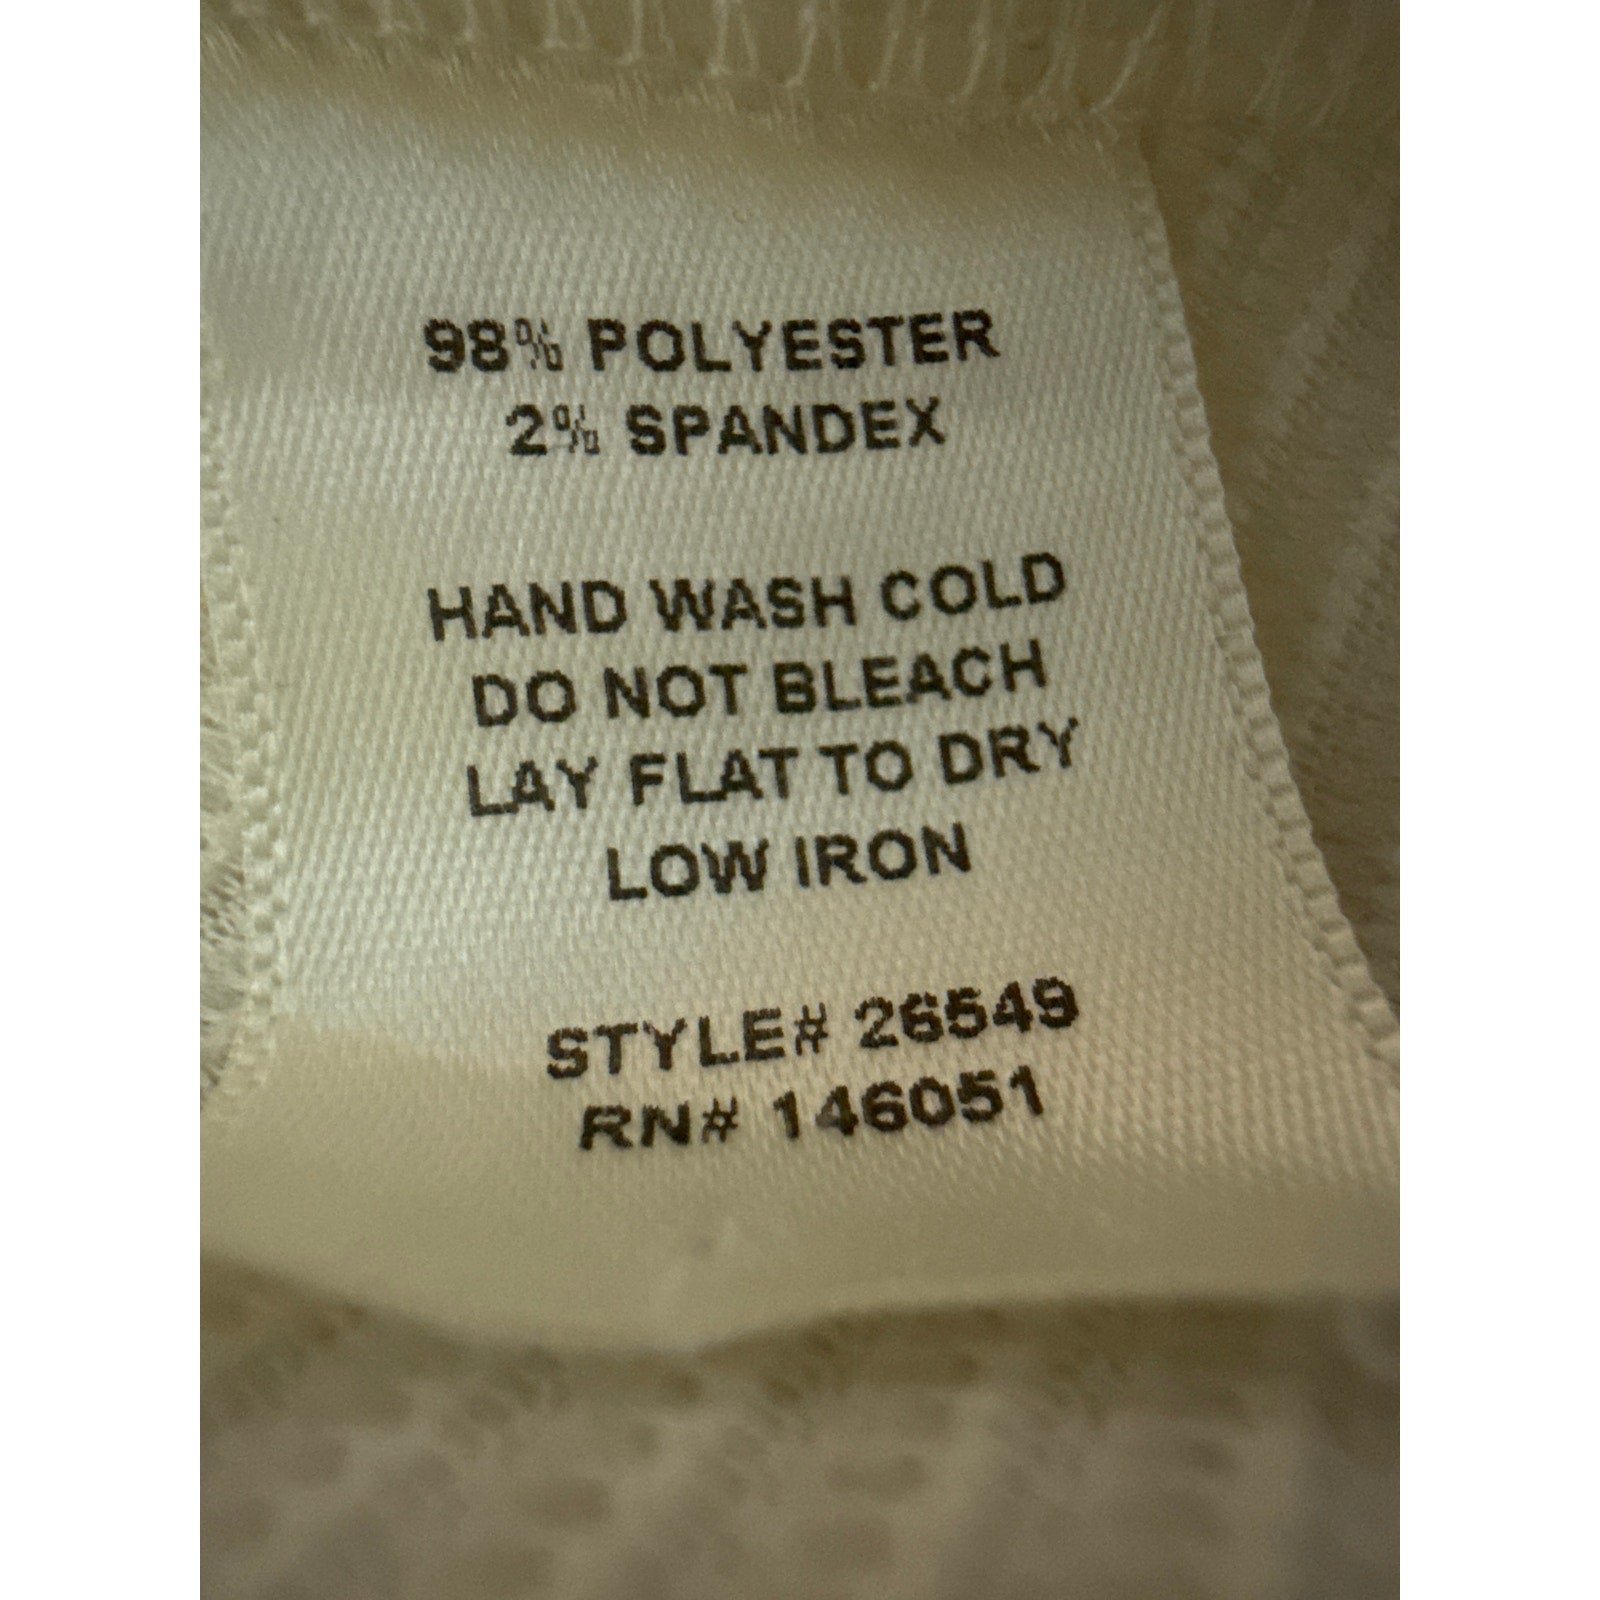 98% POLYESTER
2% SPANDEX
HAND WASH COLD
DO NOT BLEACH
LAY FLAT TO DRY
LOW IRON
STYLE# 26549
RN# 146051